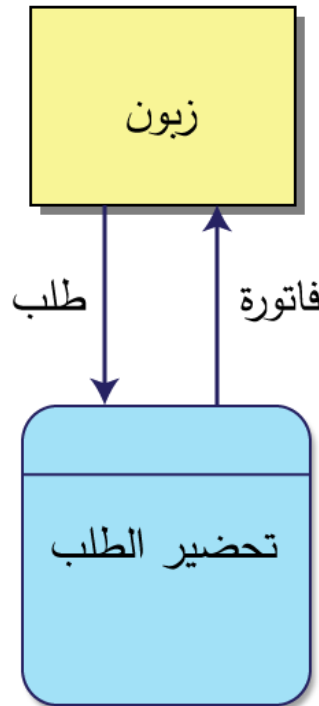 زبون
طلب
فاتورة
تحضير الطلب